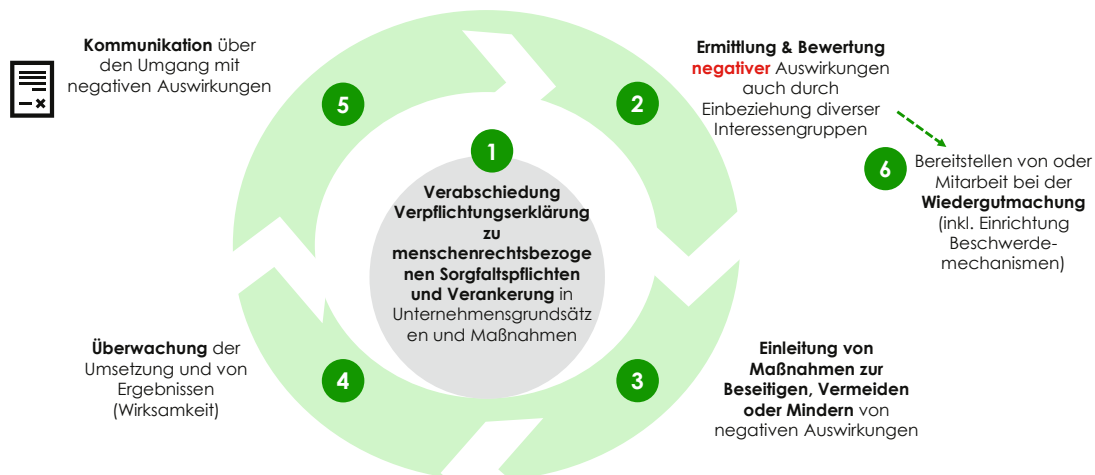 1
Verabschiedung
Verpflichtungserklärung
zu
menschenrechtsbezoge
nen Sorgfaltspflichten
und Verankerung in
Unternehmensgrundsätz
en und Maßnahmen
2
Ermittlung & Bewertung
negativer Auswirkungen
auch durch
Einbeziehung diverser
Interessengruppen
6
Bereitstellen von oder
Mitarbeit bei der
Wiedergutmachung
(inkl. Einrichtung
Beschwerde-
mechanismen)
3
Einleitung von
Maßnahmen zur
Beseitigen, Vermeiden
oder Mindern von
negativen Auswirkungen
4
Überwachung der
Umsetzung und von
Ergebnissen
(Wirksamkeit)
5
Kommunikation über
den Umgang mit
negativen Auswirkungen